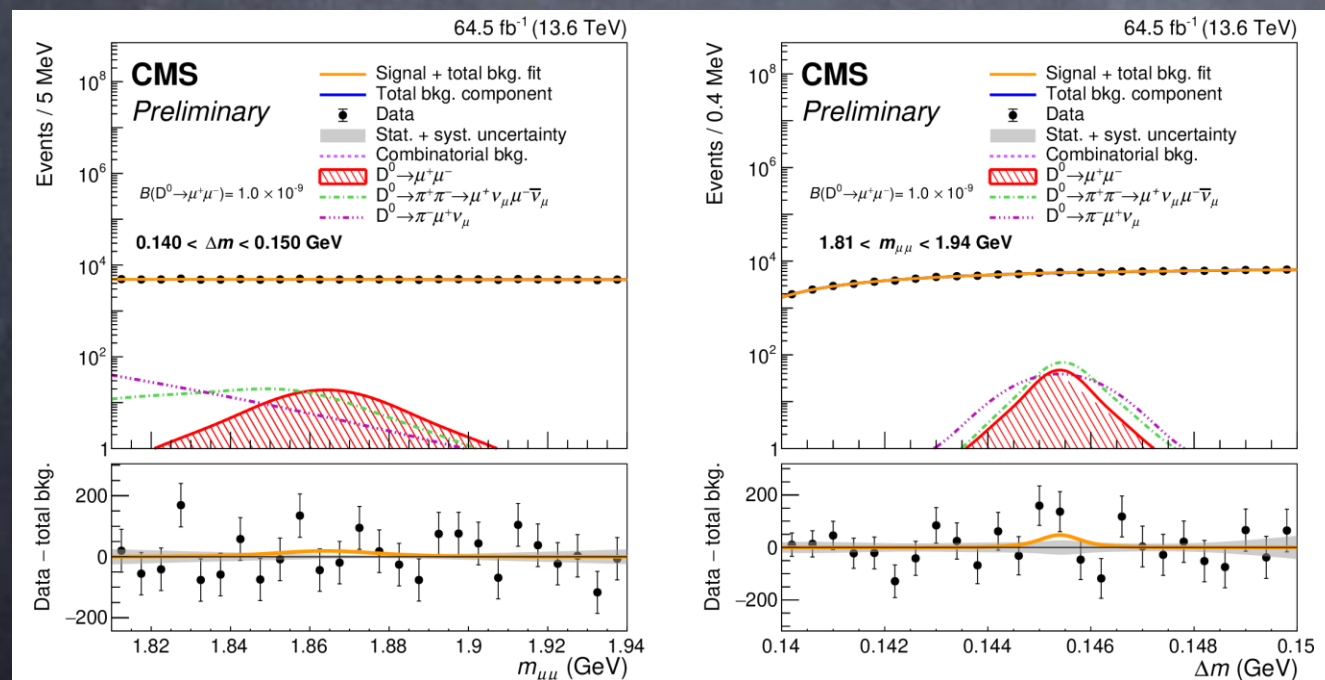 64.5 fb⁻¹ (13.6 TeV)
Events / 5 MeV
CMS
Preliminary
Signal + total bkg. fit
Total bkg. component
Data
Stat. + syst. uncertainty
Combinatorial bkg.
D⁰→μ⁺μ⁻
D⁰→π⁺π⁻→μ⁺ν_μμ⁻ν̅_μ
D⁰→π⁻μ⁺ν_μ
B(D⁰→μ⁺μ⁻)= 1.0 × 10⁻⁹
0.140 < Δm < 0.150 GeV
10⁸
10⁶
10⁴
10²
1
Data − total bkg.
200
0
−200
1.82 1.84 1.86 1.88 1.9 1.92 1.94
m_μμ (GeV)
64.5 fb⁻¹ (13.6 TeV)
Events / 0.4 MeV
CMS
Preliminary
Signal + total bkg. fit
Total bkg. component
Data
Stat. + syst. uncertainty
Combinatorial bkg.
D⁰→μ⁺μ⁻
D⁰→π⁺π⁻→μ⁺ν_μμ⁻ν̅_μ
D⁰→π⁻μ⁺ν_μ
B(D⁰→μ⁺μ⁻)= 1.0 × 10⁻⁹
1.81 < m_μμ < 1.94 GeV
10⁸
10⁶
10⁴
10²
1
Data − total bkg.
200
0
−200
0.14 0.142 0.144 0.146 0.148 0.15
Δm (GeV)